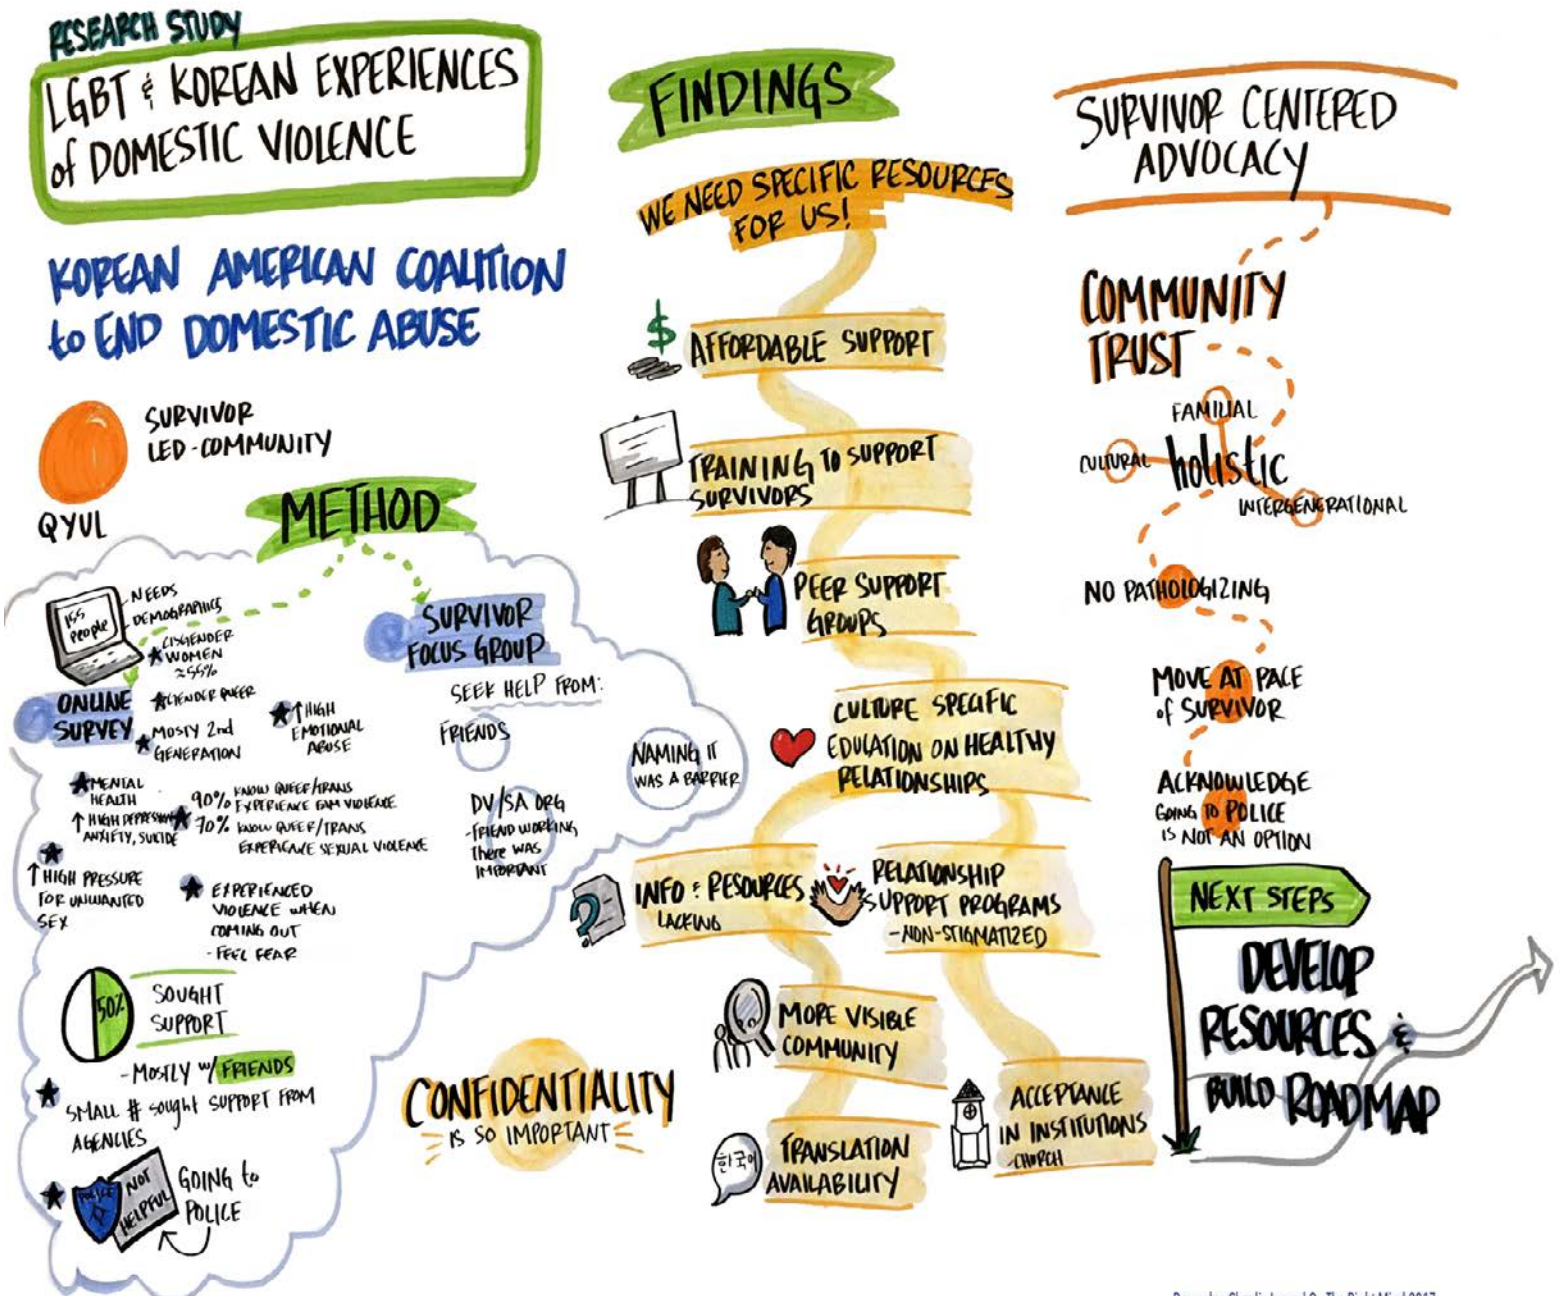 RESEARCH STUDY
LGBT & KOREAN EXPERIENCES
of DOMESTIC VIOLENCE
KOREAN AMERICAN COALITION
to END DOMESTIC ABUSE
SURVIVOR
LED-COMMUNITY
QYUL
METHOD
155
people
NEEDS
DEMOGRAPHICS
CISGENDER
WOMEN
≈55%
ONLINE
SURVEY
GENDER QUEER
MOSTY 2nd
GENERATION
↑ HIGH
EMOTIONAL
ABUSE
MENTAL
HEALTH
↑ HIGH DEPRESSION
ANXIETY, SUICIDE
90% KNOW QUEER/TRANS
EXPERIENCE FAM VIOLENCE
70% KNOW QUEER/TRANS
EXPERIENCE SEXUAL VIOLENCE
↑ HIGH PRESSURE
FOR UNWANTED
SEX
EXPERIENCED
VIOLENCE WHEN
COMING OUT
- FEEL FEAR
50%
SOUGHT
SUPPORT
- MOSTLY w/ FRIENDS
SMALL # sought SUPPORT FROM
AGENCIES
POLICE
NOT
HELPFUL
GOING to
POLICE
SURVIVOR
FOCUS GROUP
SEEK HELP FROM:
FRIENDS
DV/SA ORG
- FRIEND WORKING
there WAS
IMPORTANT
NAMING IT
WAS A BARRIER
CONFIDENTIALITY
IS SO IMPORTANT
FINDINGS
WE NEED SPECIFIC RESOURCES
FOR US!
$
AFFORDABLE SUPPORT
TRAINING to SUPPORT
SURVIVORS
PEER SUPPORT
GROUPS
CULTURE SPECIFIC
EDUCATION ON HEALTHY
RELATIONSHIPS
?
INFO & RESOURCES
LACKING
RELATIONSHIP
SUPPORT PROGRAMS
- NON-STIGMATIZED
MORE VISIBLE
COMMUNITY
한국어
TRANSLATION
AVAILABILITY
ACCEPTANCE
IN INSTITUTIONS
- CHURCH
SURVIVOR CENTERED
ADVOCACY
COMMUNITY
TRUST
FAMILIAL
CULTURAL
holistic
INTERGENERATIONAL
NO PATHOLOGIZING
MOVE AT PACE
of SURVIVOR
ACKNOWLEDGE
GOING TO POLICE
IS NOT AN OPTION
NEXT STEPS
DEVELOP
RESOURCES &
BUILD ROADMAP